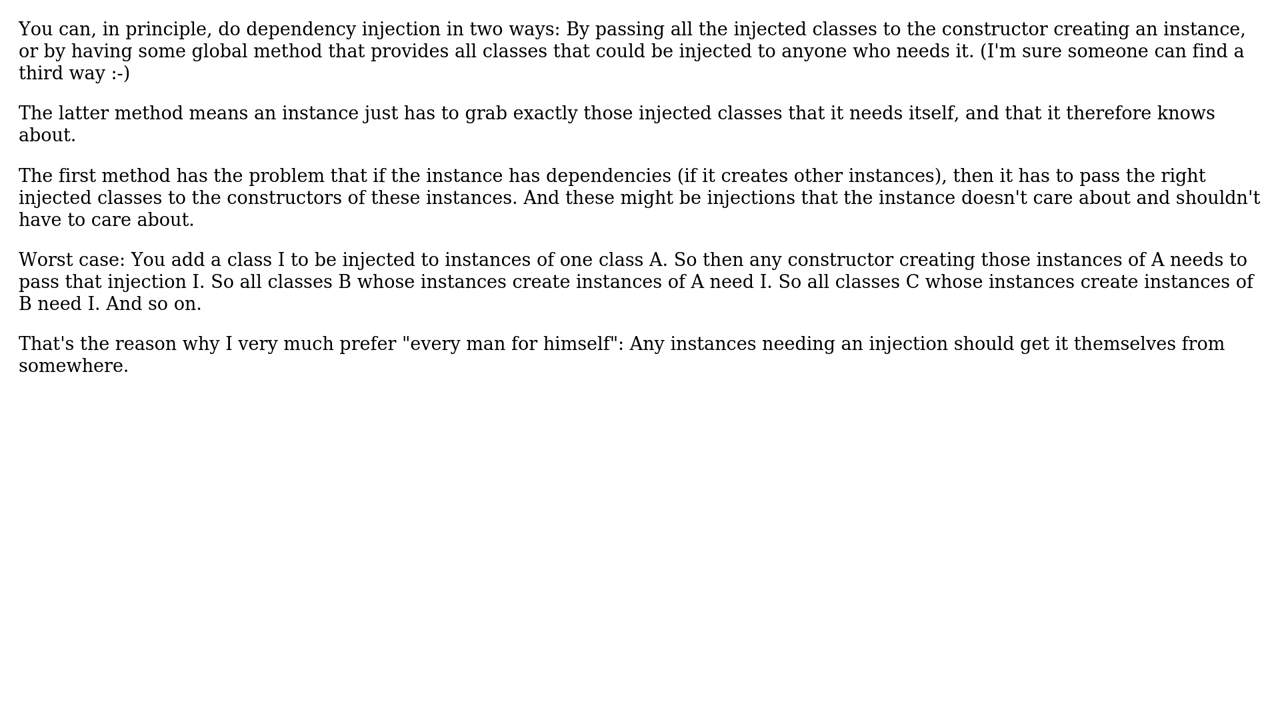 You can, in principle, do dependency injection in two ways: By passing all the injected classes to the constructor creating an instance,
or by having some global method that provides all classes that could be injected to anyone who needs it. (I'm sure someone can find a
third way :-)
The latter method means an instance just has to grab exactly those injected classes that it needs itself, and that it therefore knows
about.
The first method has the problem that if the instance has dependencies (if it creates other instances), then it has to pass the right
injected classes to the constructors of these instances. And these might be injections that the instance doesn't care about and shouldn't
have to care about.
Worst case: You add a class I to be injected to instances of one class A. So then any constructor creating those instances of A needs to
pass that injection I. So all classes B whose instances create instances of A need I. So all classes C whose instances create instances of
B need I. And so on.
That's the reason why I very much prefer "every man for himself": Any instances needing an injection should get it themselves from
somewhere.